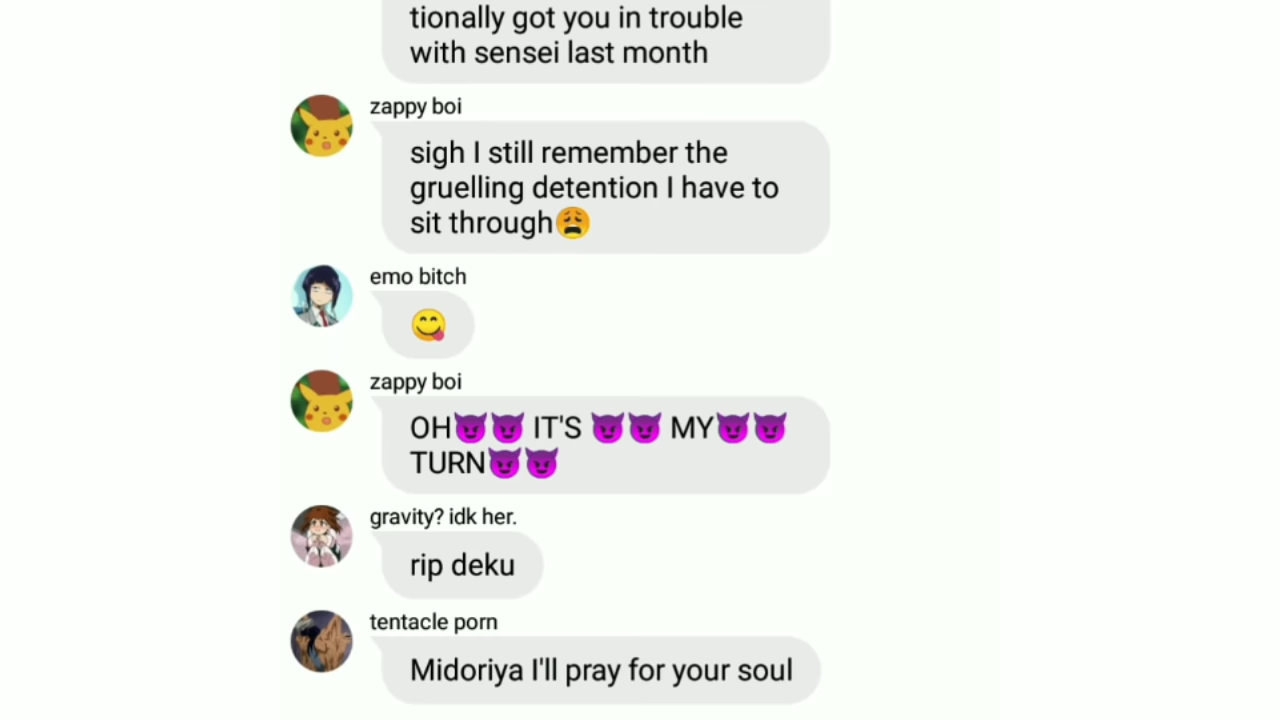 tionally got you in trouble
with sensei last month
zappy boi
sigh I still remember the
gruelling detention I have to
sit through😩
emo bitch
😋
zappy boi
OH😈😈 IT'S 😈😈 MY😈😈
TURN😈😈
gravity? idk her.
rip deku
tentacle porn
Midoriya I'll pray for your soul